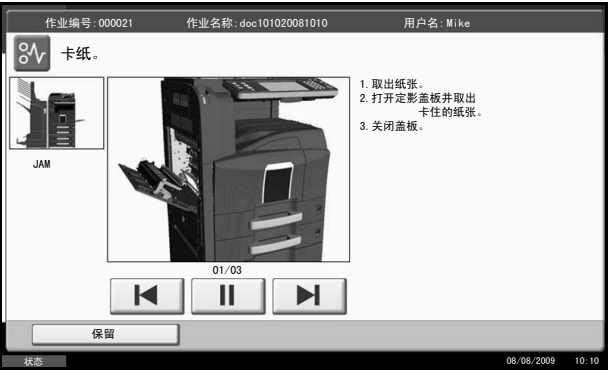 作业编号:000021 作业名称:doc101020081010 用户名:Mike
卡纸。
JAM
01/03
1.取出纸张。
2.打开定影盖板并取出
卡住的纸张。
3.关闭盖板。
保留
状态 08/08/2009 10:10